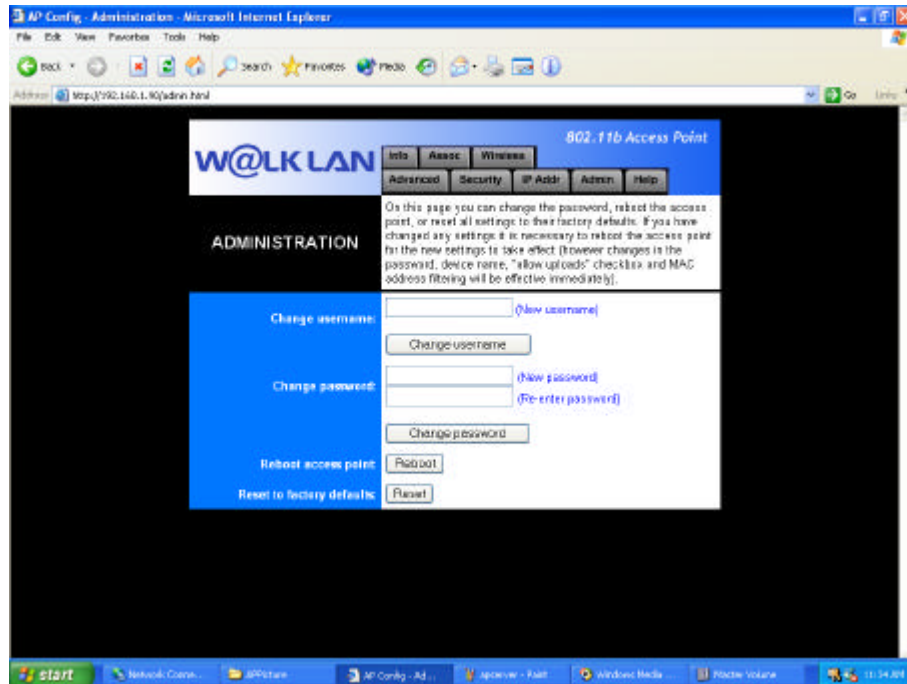 AP Config - Administration - Microsoft Internet Explorer
File Edit View Favorites Tools Help
Back Search Favorites Media
Address http://192.168.1.90/admin.html Go Links
W@LK LAN
802.11b Access Point
Info Assoc Wireless
Advanced Security IP Addr Admin Help
ADMINISTRATION
On this page you can change the password, reboot the access
point, or reset all settings to their factory defaults. If you have
changed any settings it is necessary to reboot the access point
for the new settings to take effect (however changes in the
password, device name, "allow uploads" checkbox and MAC
address filtering will be effective immediately).
Change username: (New username)
Change username
Change password: (New password)
(Re-enter password)
Change password
Reboot access point: Reboot
Reset to factory defaults: Reset
start Network Conne... APPicture AP Config - Ad... - Paint Windows Media ... Master Volume 11:54 AM